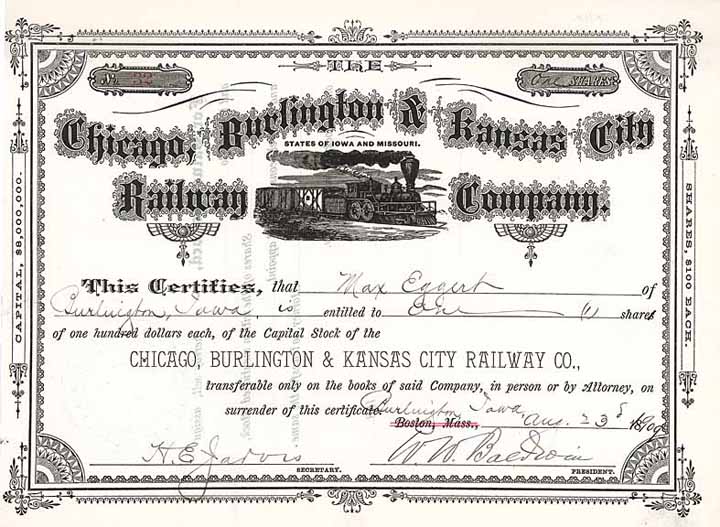 THE
No. 32
One SHARES
Chicago, Burlington & Kansas City
STATES OF IOWA AND MISSOURI.
Railway Company.
CAPITAL, $8,000,000.
SHARES, $100 EACH.
This Certifies, that Max Eggert of
Burlington, Iowa, is entitled to One shares
of one hundred dollars each, of the Capital Stock of the
CHICAGO, BURLINGTON & KANSAS CITY RAILWAY CO.,
transferable only on the books of said Company, in person or by Attorney, on
surrender of this certificate. Burlington, Iowa
Boston, Mass., Aug. 23
H. E. Jarvis W. W. Baldwin
SECRETARY. PRESIDENT.